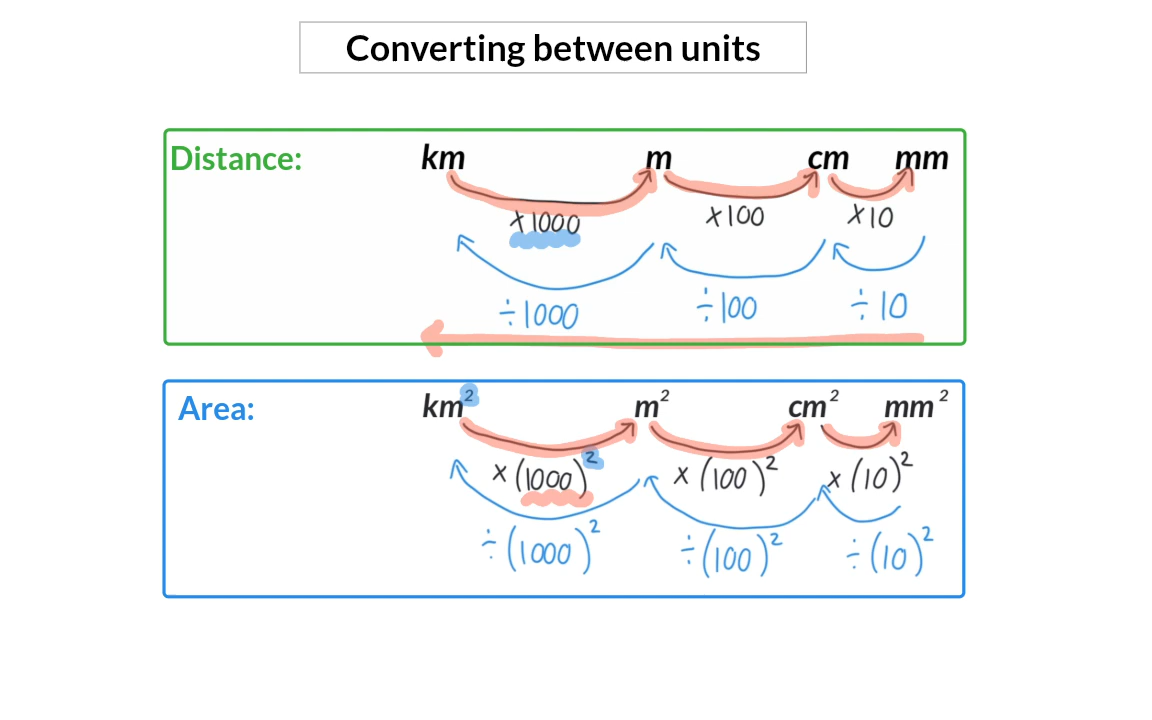 Converting between units
Distance: km m cm mm
×1000 ×100 ×10
÷1000 ÷100 ÷10
Area: km² m² cm² mm²
×(1000)² ×(100)² ×(10)²
÷(1000)² ÷(100)² ÷(10)²